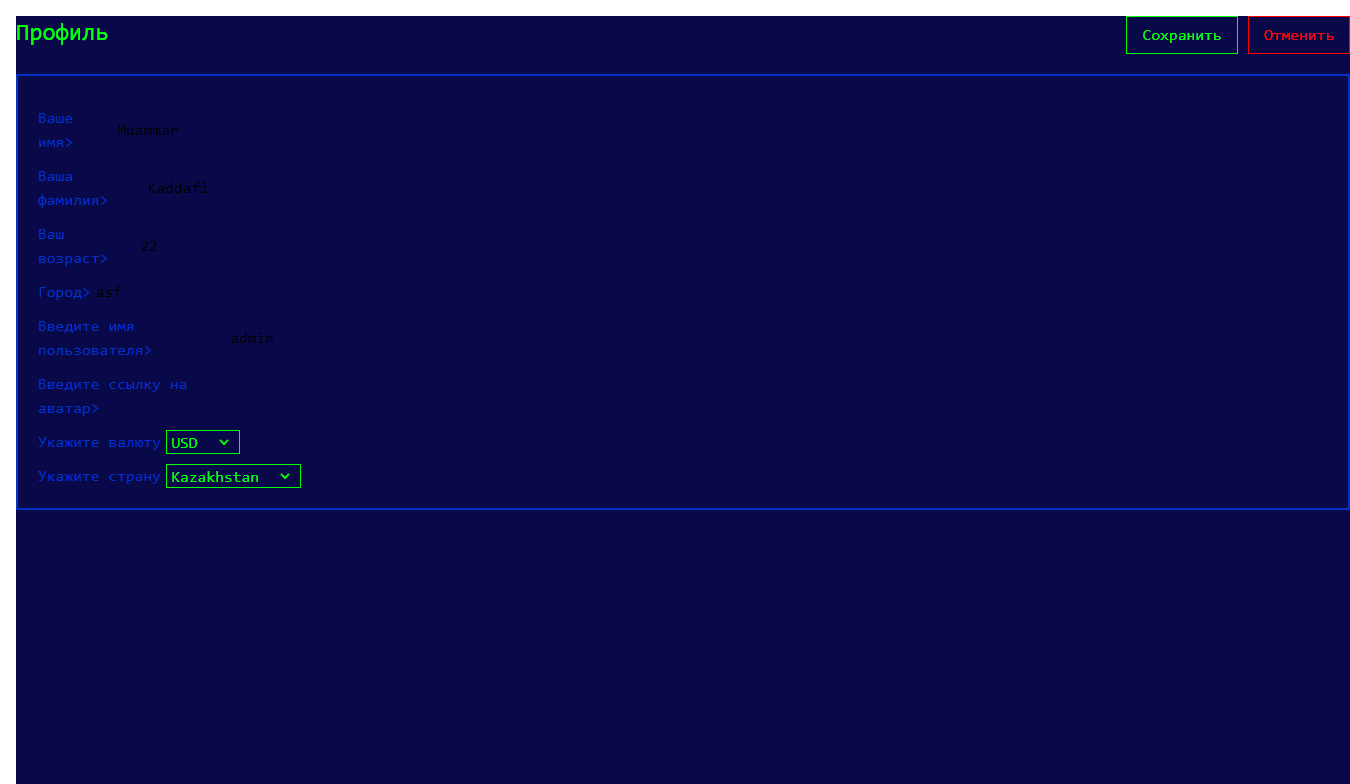 Профиль
Сохранить
Отменить
Ваше
имя>
Muammar
Ваша
фамилия>
Kaddafi
Ваш
возраст>
22
Город> asf
Введите имя
пользователя>
admin
Введите ссылку на
аватар>
Укажите валюту USD
Укажите страну Kazakhstan